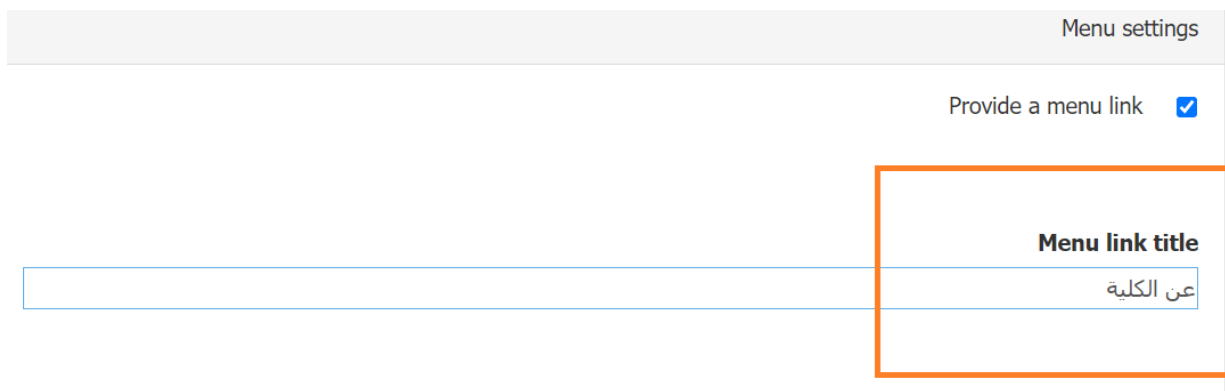 Menu settings
Provide a menu link
Menu link title
عن الكلية